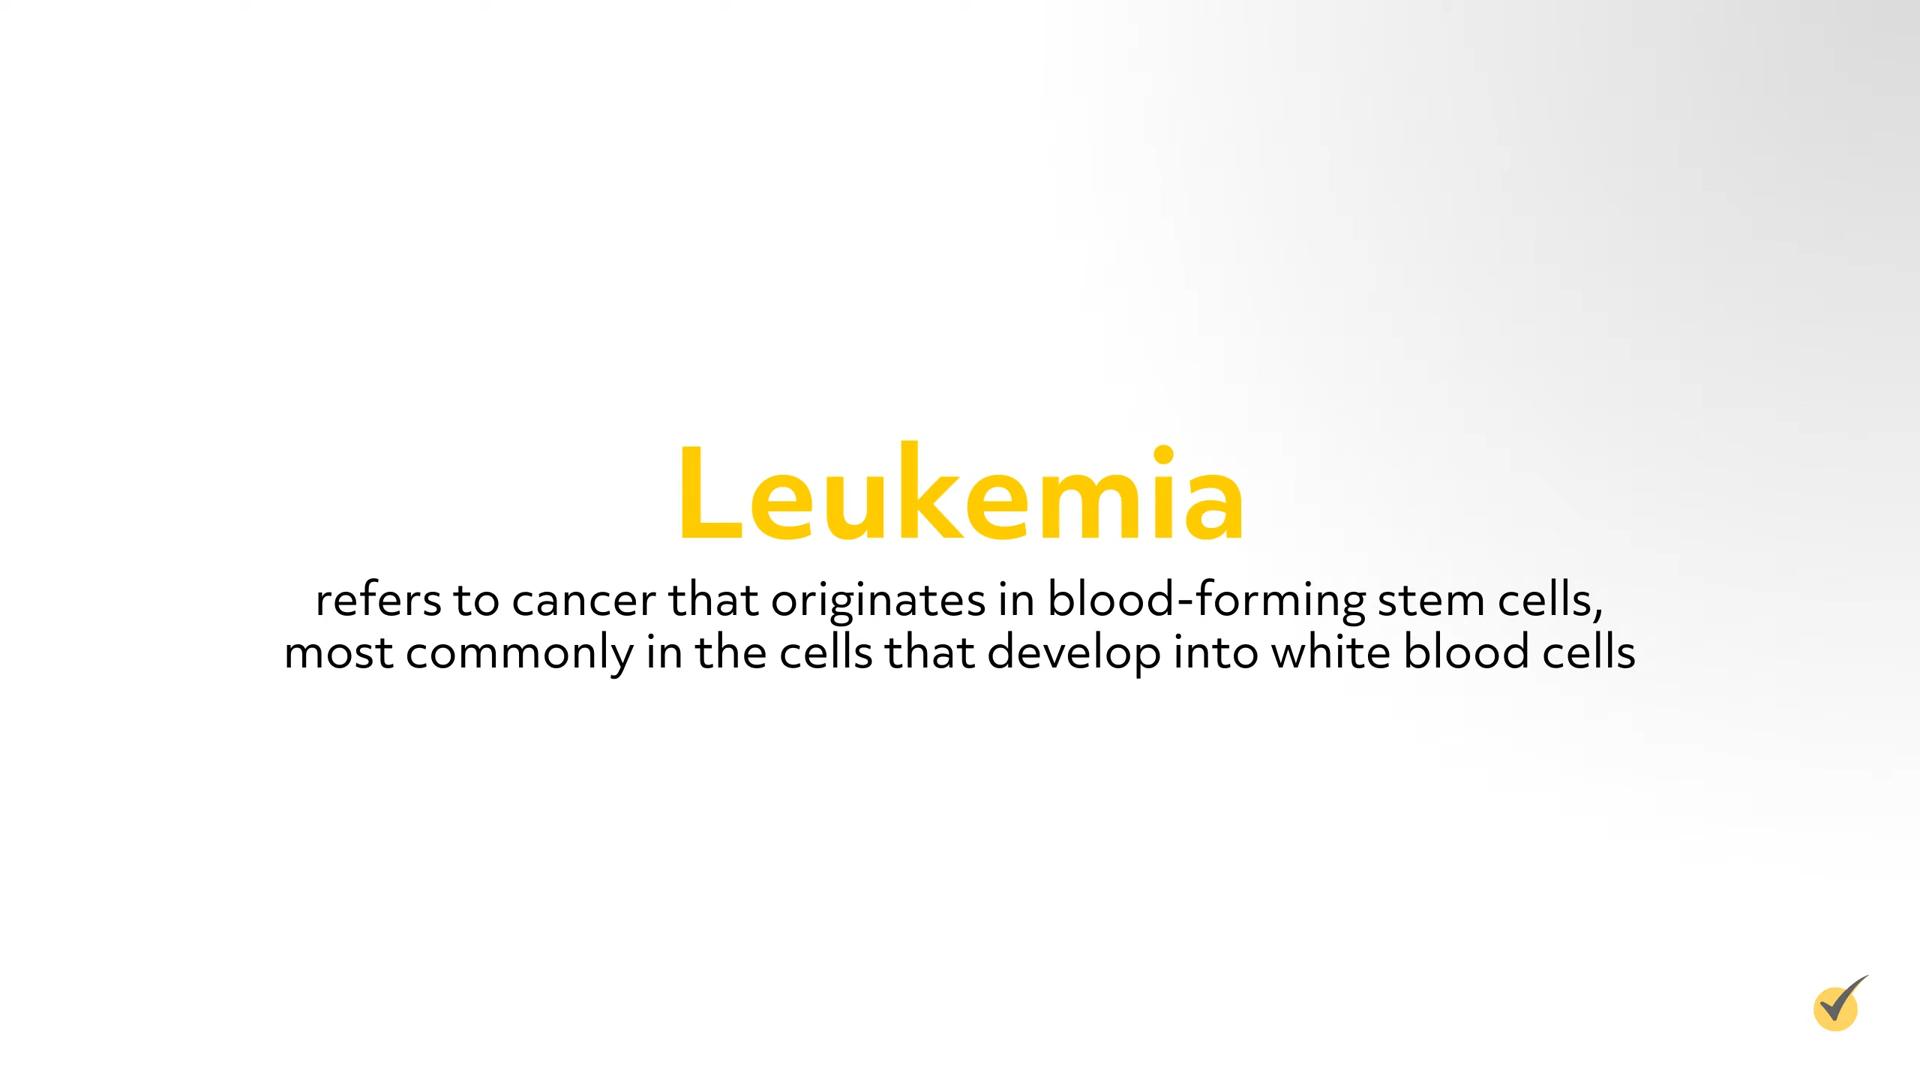 Leukemia
refers to cancer that originates in blood-forming stem cells,
most commonly in the cells that develop into white blood cells